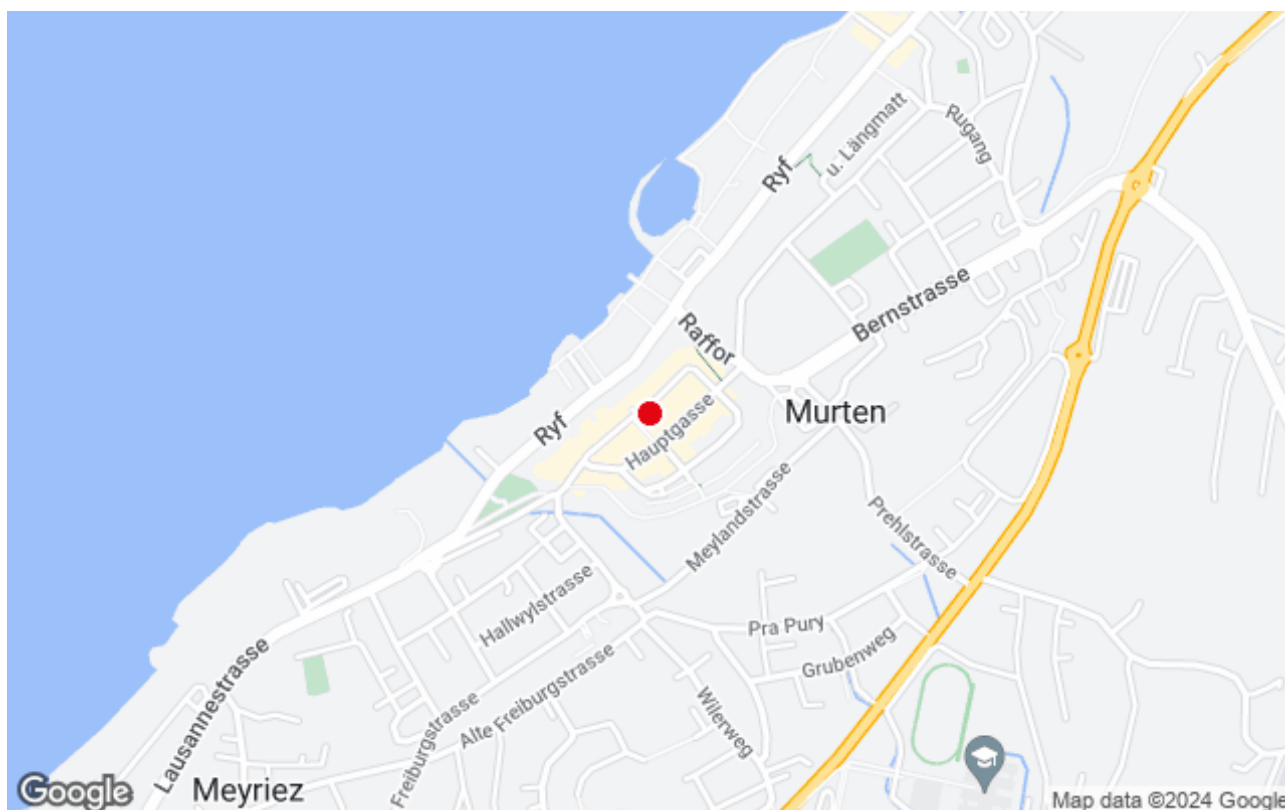 u. Längmatt
Rugang
Ryf
Bernstrasse
Raffor
Murten
Ryf
Hauptgasse
Meylandstrasse
Prehlstrasse
Hallwylstrasse
Pra Pury
Grubenweg
Lausannestrasse
Freiburgstrasse
Alte Freiburgstrasse
Wilerweg
Meyriez
Google
Map data ©2024 Google